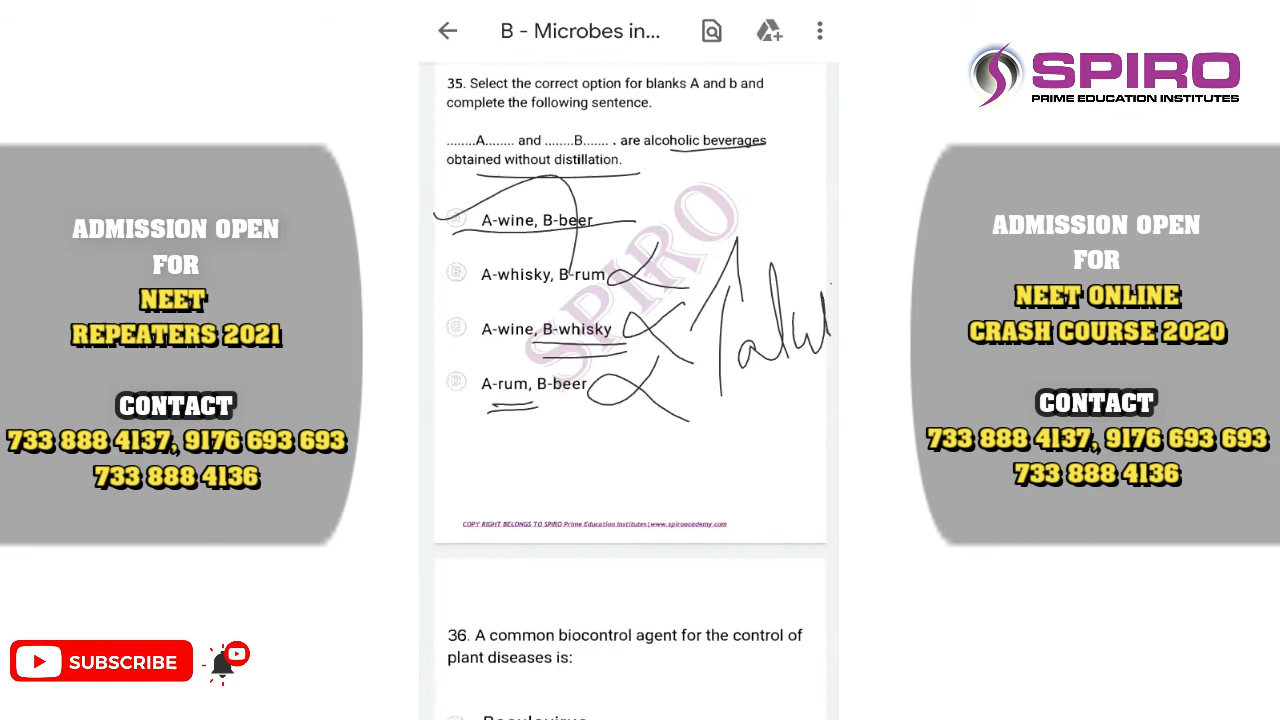 B - Microbes in...
SPIRO
PRIME EDUCATION INSTITUTES
35. Select the correct option for blanks A and b and
complete the following sentence.
........A........ and ........B....... . are alcoholic beverages
obtained without distillation.
A A-wine, B-beer
B A-whisky, B-rum
C A-wine, B-whisky
D A-rum, B-beer
SPIRO
COPY RIGHT BELONGS TO SPIRO Prime Education Institutes|www.spiroacademy.com
36. A common biocontrol agent for the control of
plant diseases is:
Baculovirus
ADMISSION OPEN
FOR
NEET
REPEATERS 2021
CONTACT
733 888 4137, 9176 693 693
733 888 4136
ADMISSION OPEN
FOR
NEET ONLINE
CRASH COURSE 2020
CONTACT
733 888 4137, 9176 693 693
733 888 4136
SUBSCRIBE